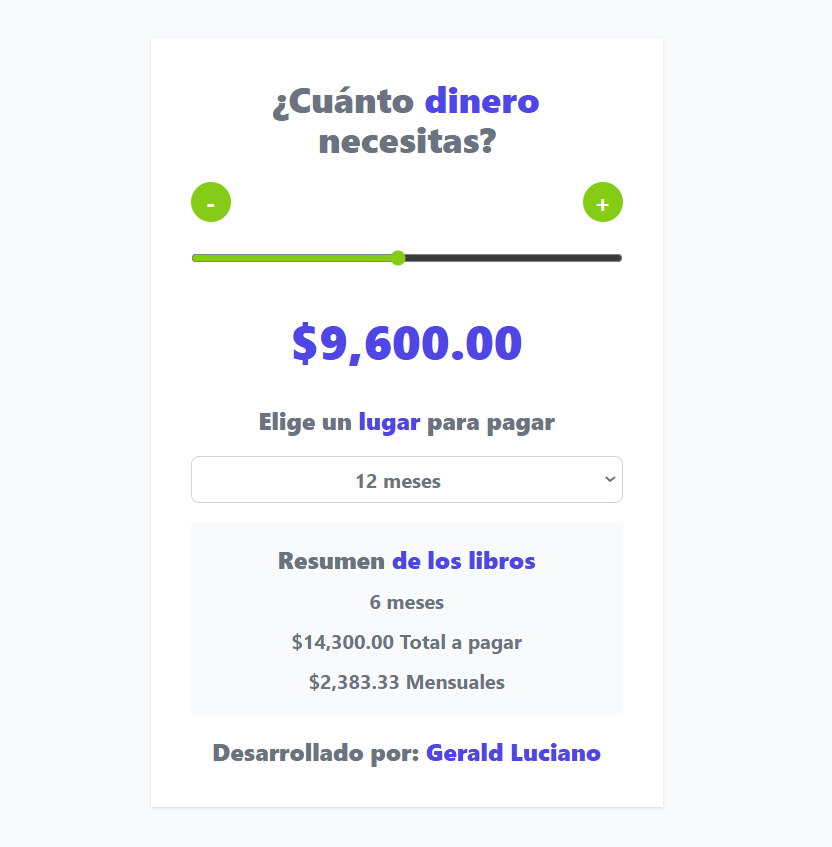 ¿Cuánto dinero
necesitas?
- +
$9,600.00
Elige un lugar para pagar
12 meses
Resumen de los libros
6 meses
$14,300.00 Total a pagar
$2,383.33 Mensuales
Desarrollado por: Gerald Luciano